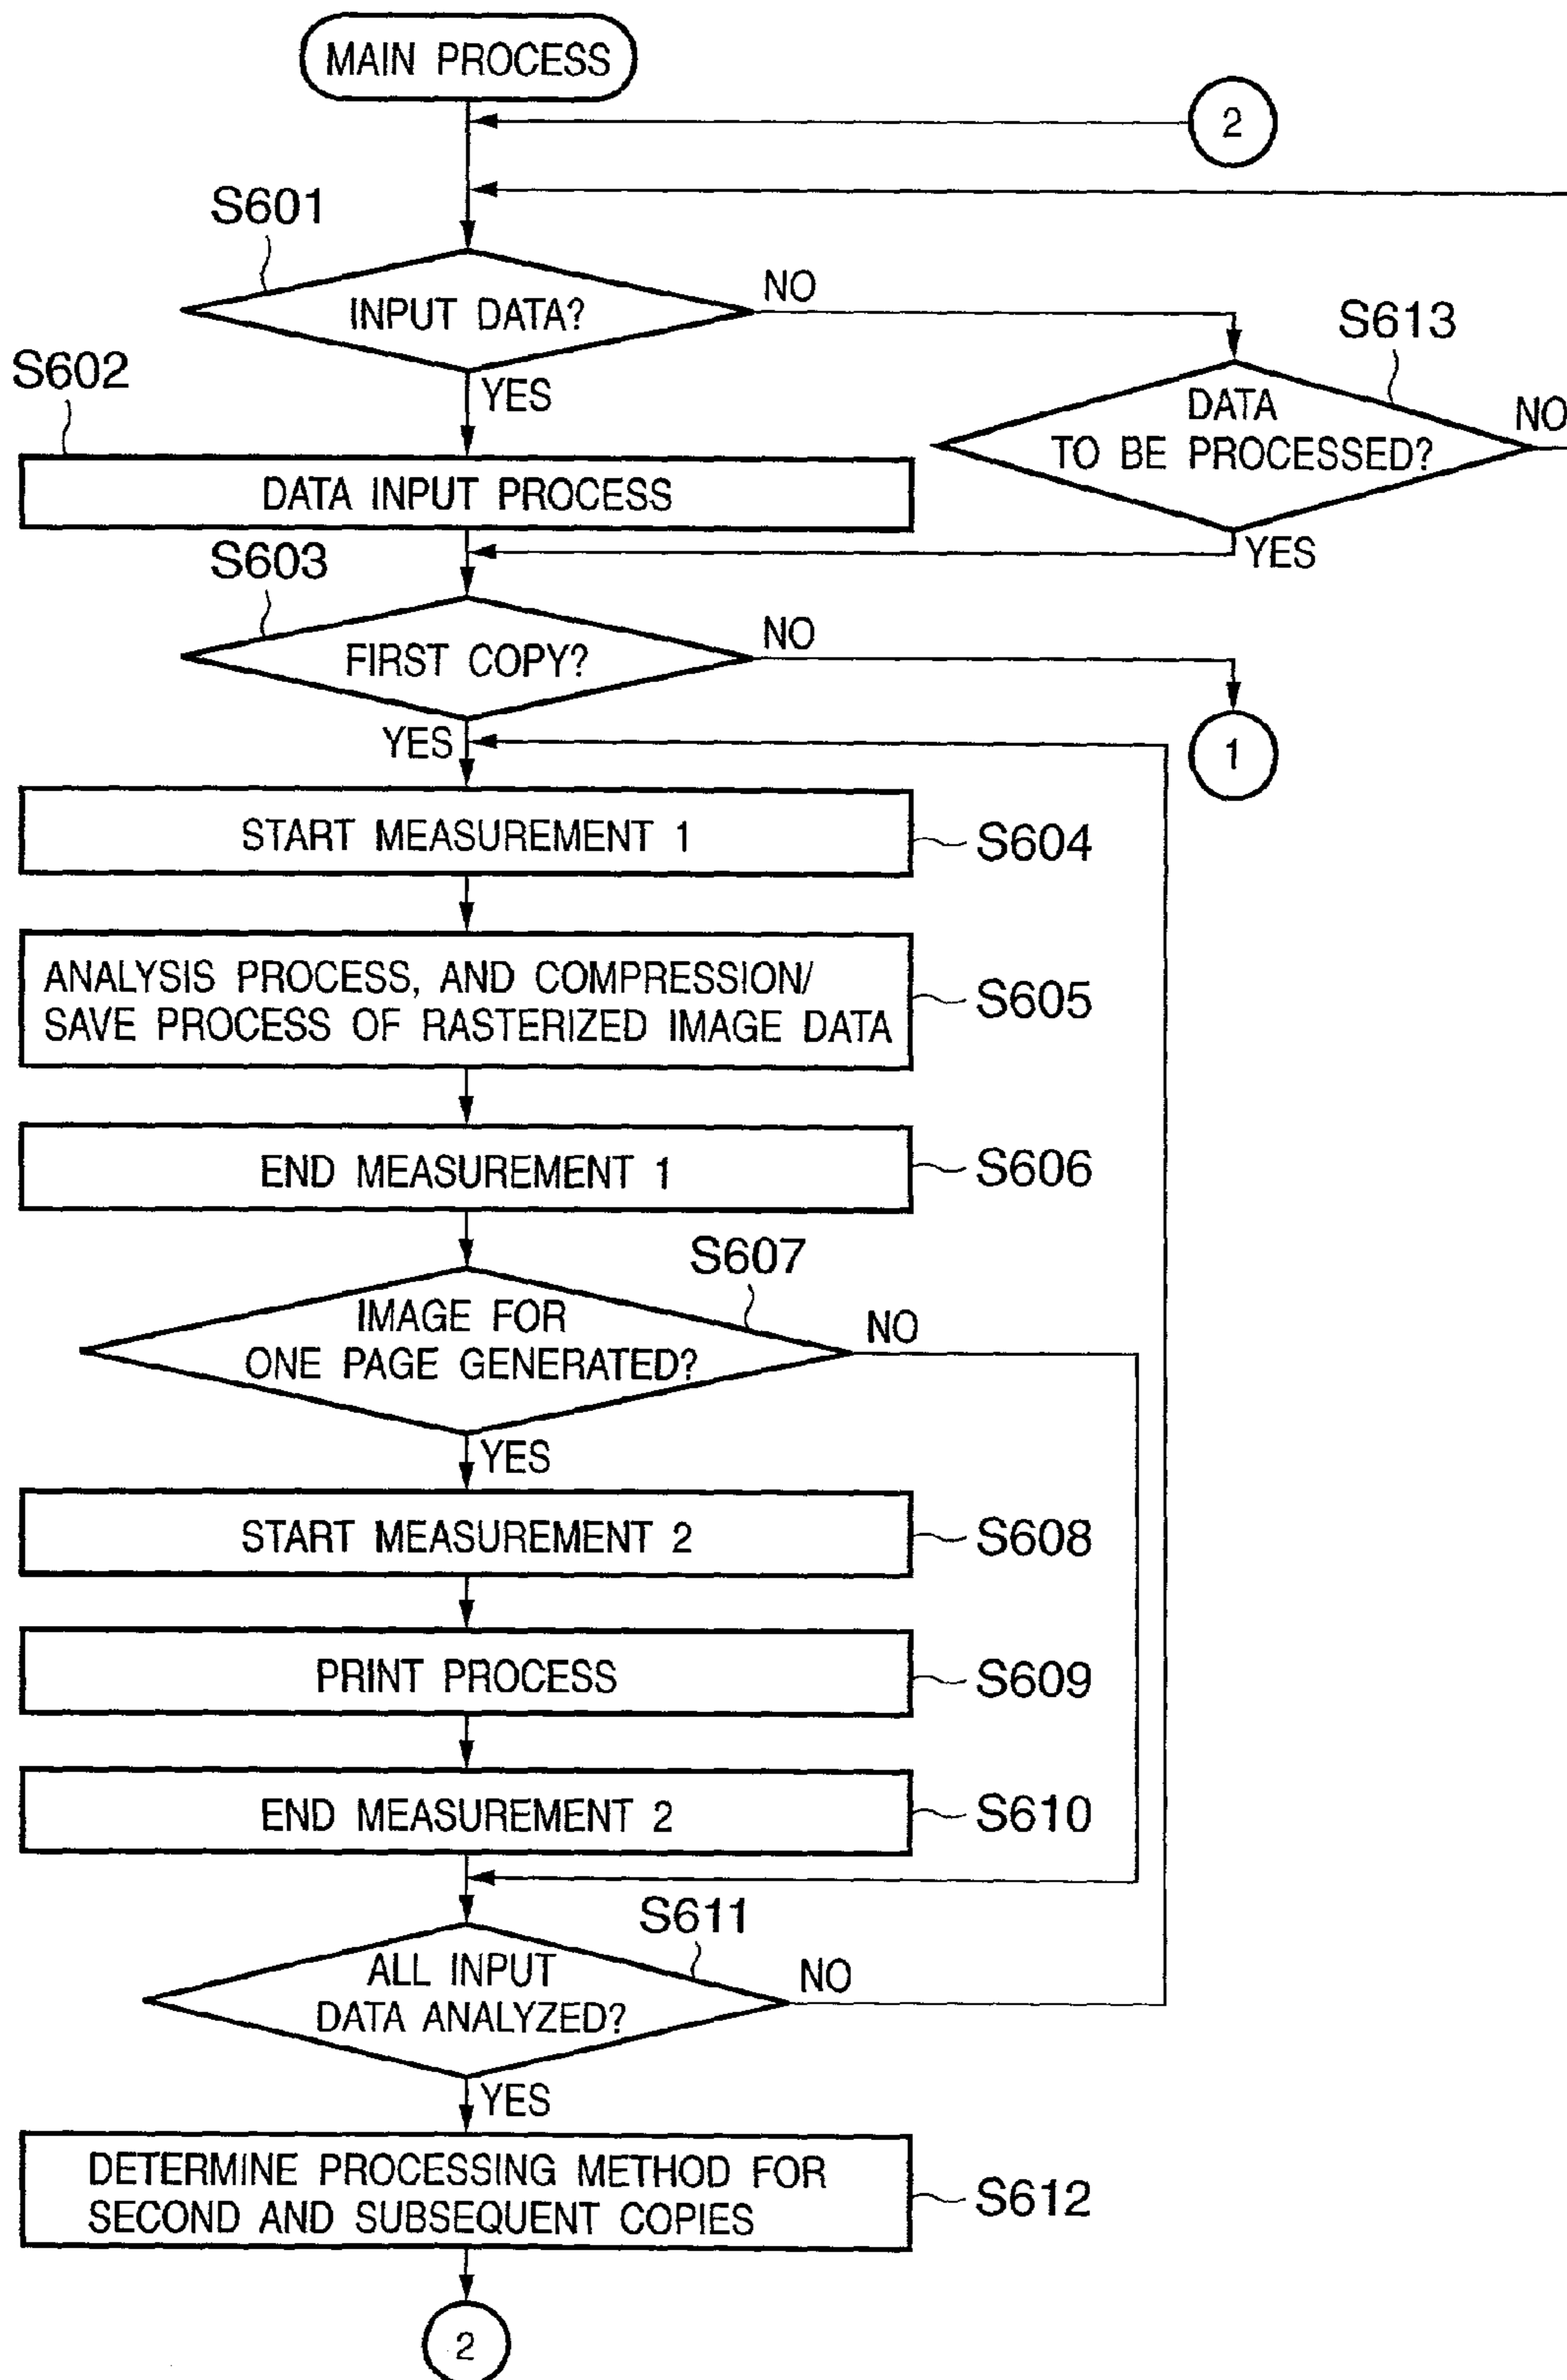 MAIN PROCESS
2
S601
INPUT DATA?
NO
YES
S613
DATA
TO BE PROCESSED?
NO
YES
S602
DATA INPUT PROCESS
S603
FIRST COPY?
NO
YES
1
START MEASUREMENT 1
S604
ANALYSIS PROCESS, AND COMPRESSION/
SAVE PROCESS OF RASTERIZED IMAGE DATA
S605
END MEASUREMENT 1
S606
S607
IMAGE FOR
ONE PAGE GENERATED?
NO
YES
START MEASUREMENT 2
S608
PRINT PROCESS
S609
END MEASUREMENT 2
S610
S611
ALL INPUT
DATA ANALYZED?
NO
YES
DETERMINE PROCESSING METHOD FOR
SECOND AND SUBSEQUENT COPIES
S612
2